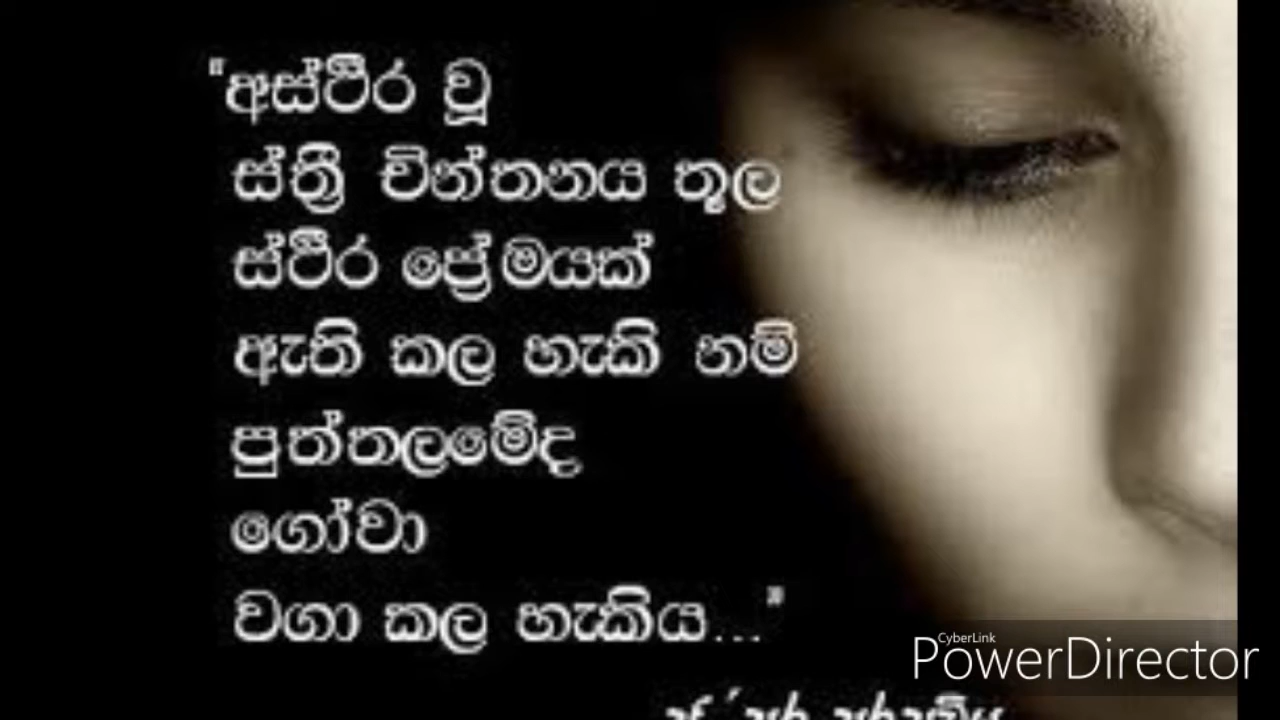 "අස්ථිර වූ
ස්ත්‍රී චින්තනය තුල
ස්ථිර ප්‍රේමයක්
ඇති කල හැකි නම්
පුත්තලමේද
ගෝවා
වගා කල හැකිය..."
CyberLink
PowerDirector